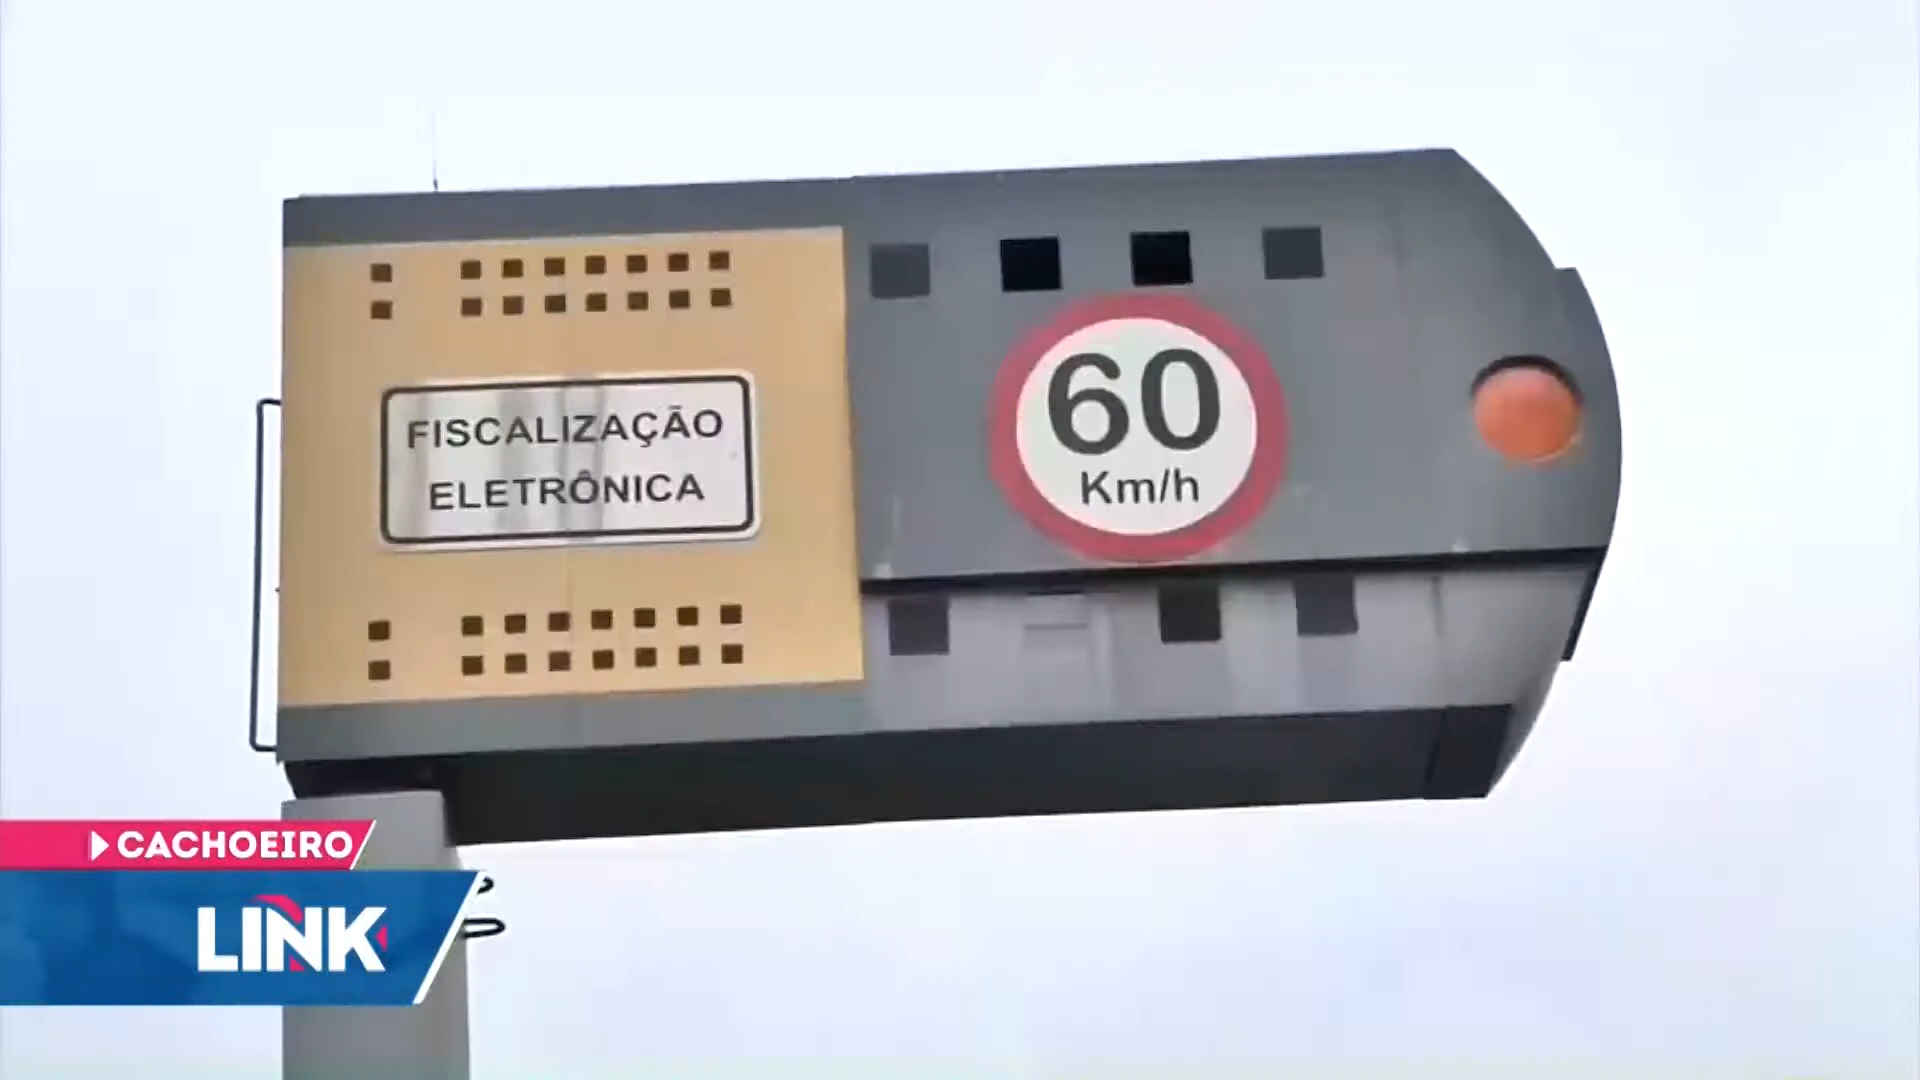 FISCALIZAÇÃO
ELETRÔNICA
60
Km/h
CACHOEIRO
LINK